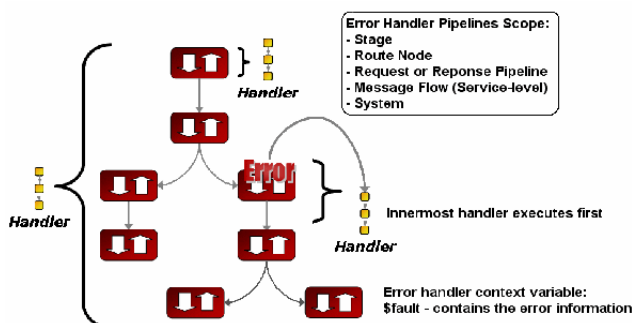 Error Handler Pipelines Scope:
- Stage
- Route Node
- Request or Reponse Pipeline
- Message Flow (Service-level)
- System
Handler
Error
Handler
Innermost handler executes first
Handler
Error handler context variable:
$fault - contains the error information